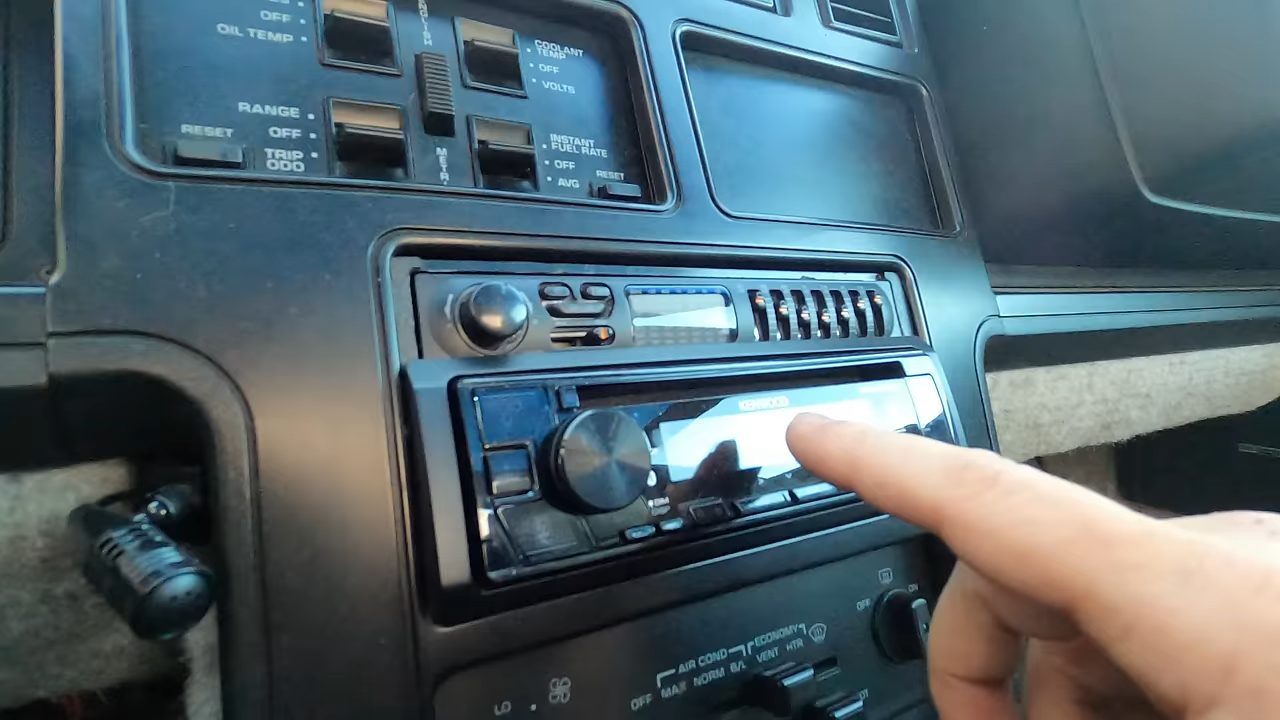 OFF
OIL TEMP
COOLANT
TEMP
OFF
VOLTS
RANGE
OFF
TRIP
ODO
RESET
INSTANT
FUEL RATE
OFF
AVG
RESET
KENWOOD
OFF
ON
LO
OFF
MAX
NORM
B/L
VENT
HTR
AIR COND
ECONOMY